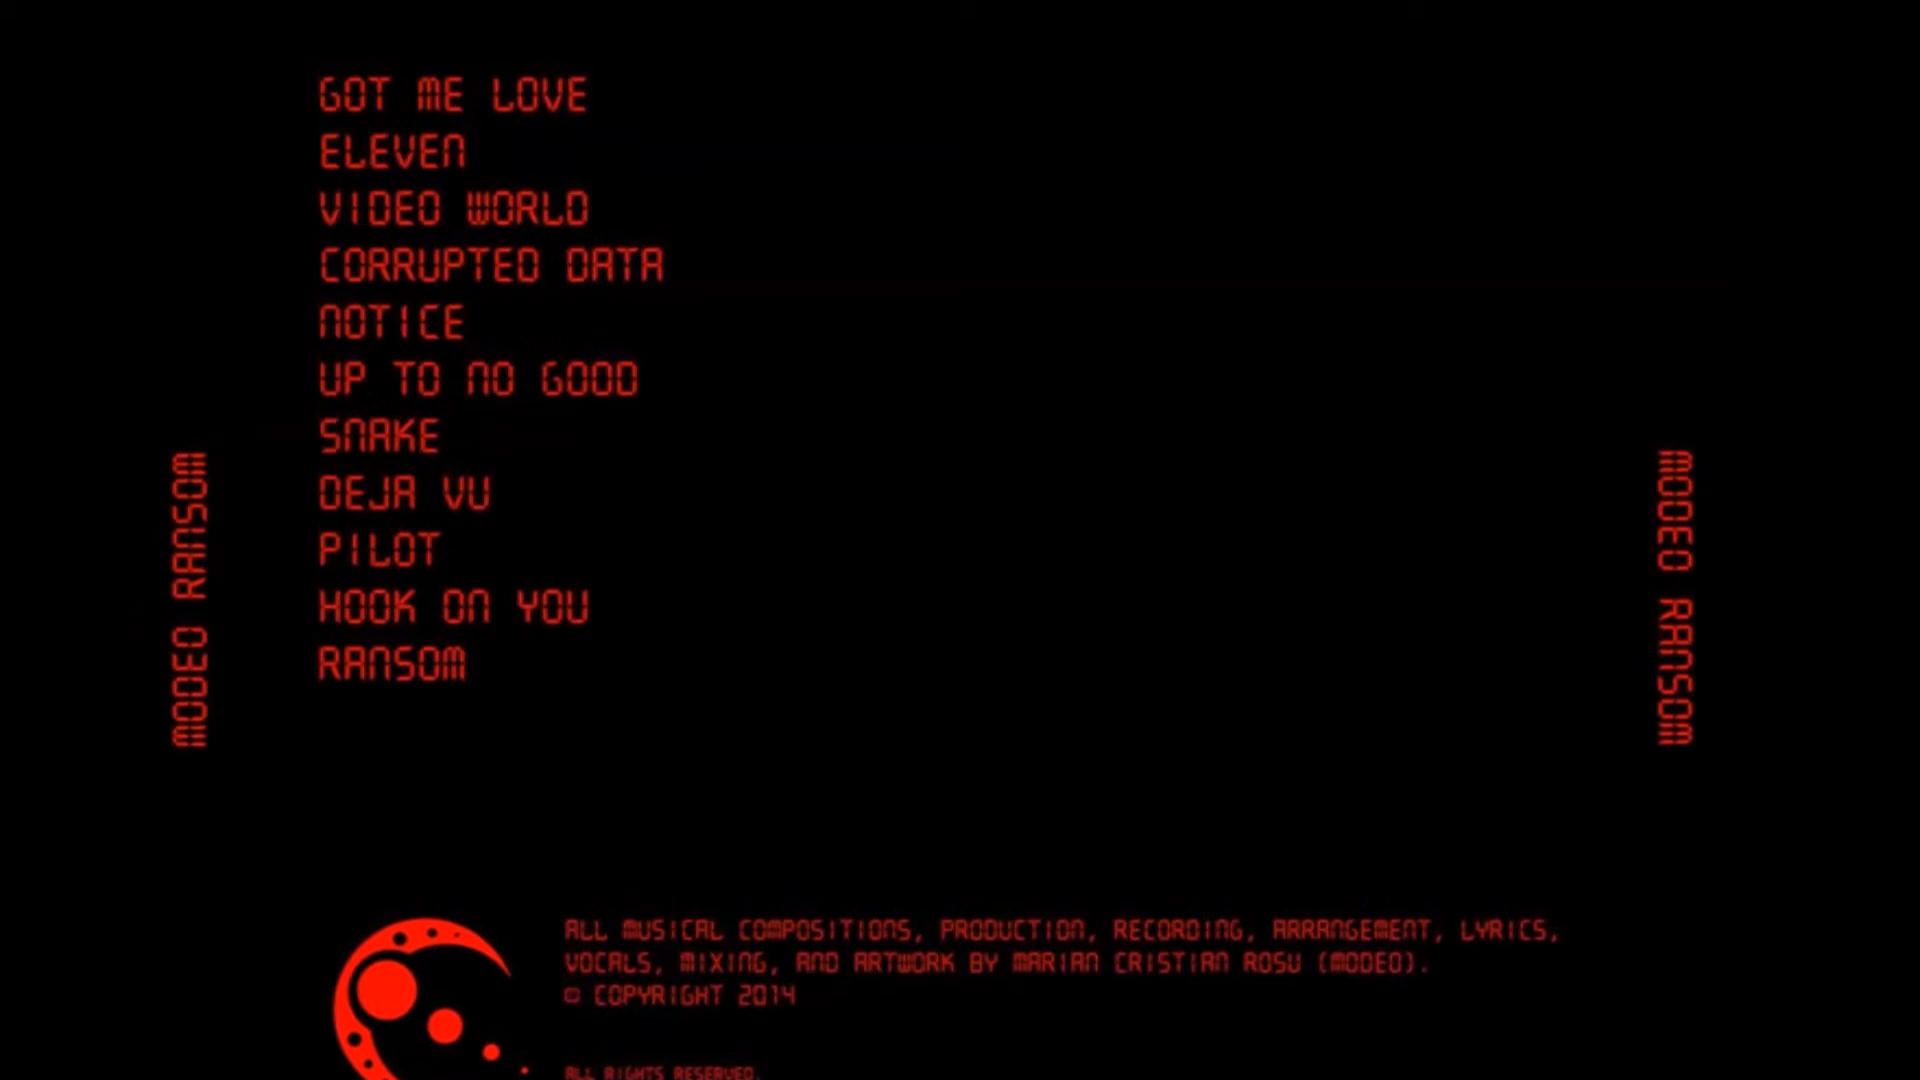 GOT ME LOVE
ELEVEN
VIDEO WORLD
CORRUPTED DATA
NOTICE
UP TO NO GOOD
SNAKE
DEJA VU
PILOT
HOOK ON YOU
RANSOM
MODEO RANSOM
MODEO RANSOM
ALL MUSICAL COMPOSITIONS, PRODUCTION, RECORDING, ARRANGEMENT, LYRICS,
VOCALS, MIXING, AND ARTWORK BY MARIAN CRISTIAN ROSU (MODEO).
© COPYRIGHT 2014
ALL RIGHTS RESERVED.